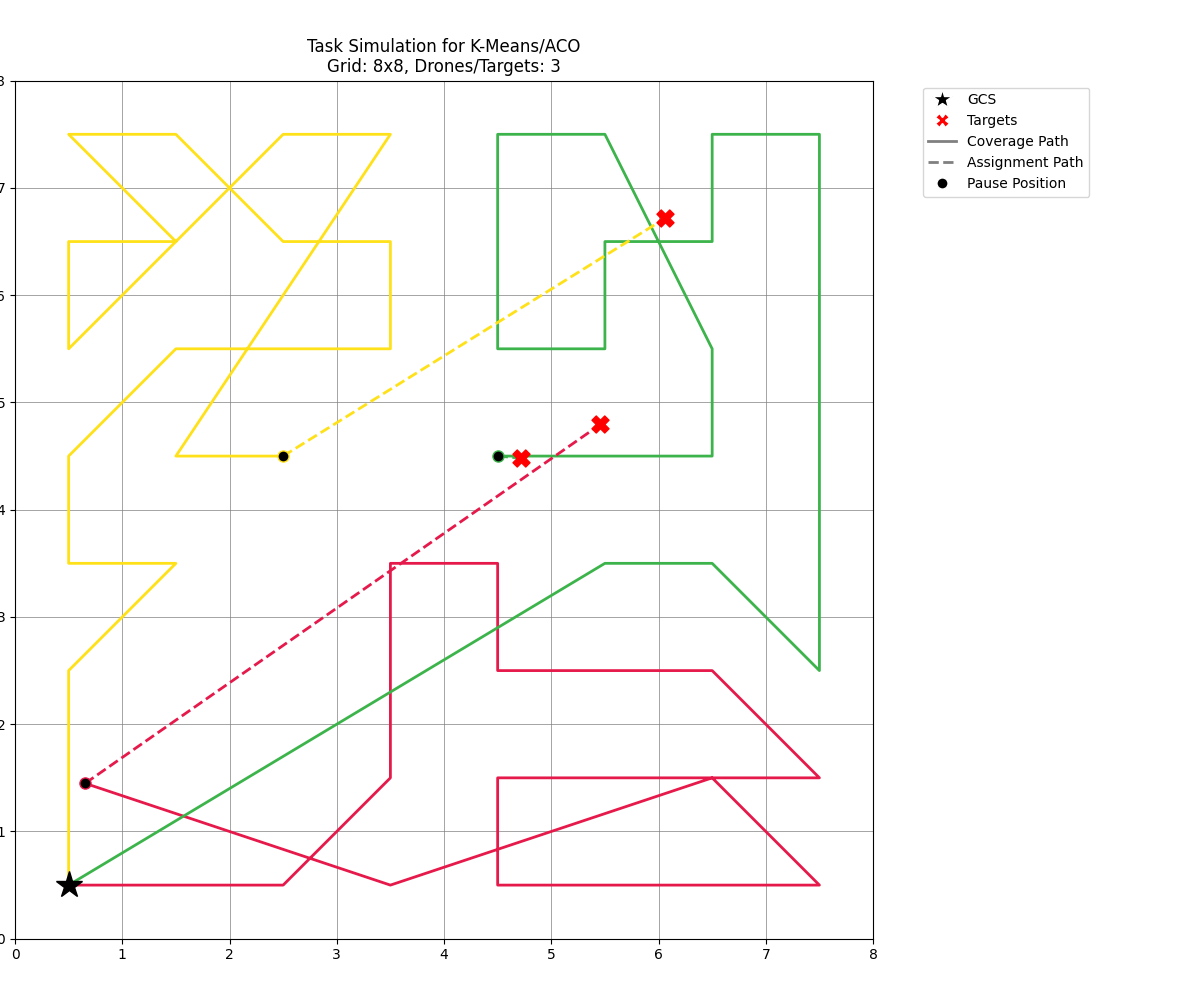 Task Simulation for K-Means/ACO
Grid: 8x8, Drones/Targets: 3
GCS
Targets
Coverage Path
Assignment Path
Pause Position
8
7
6
5
4
3
2
1
0
0 1 2 3 4 5 6 7 8